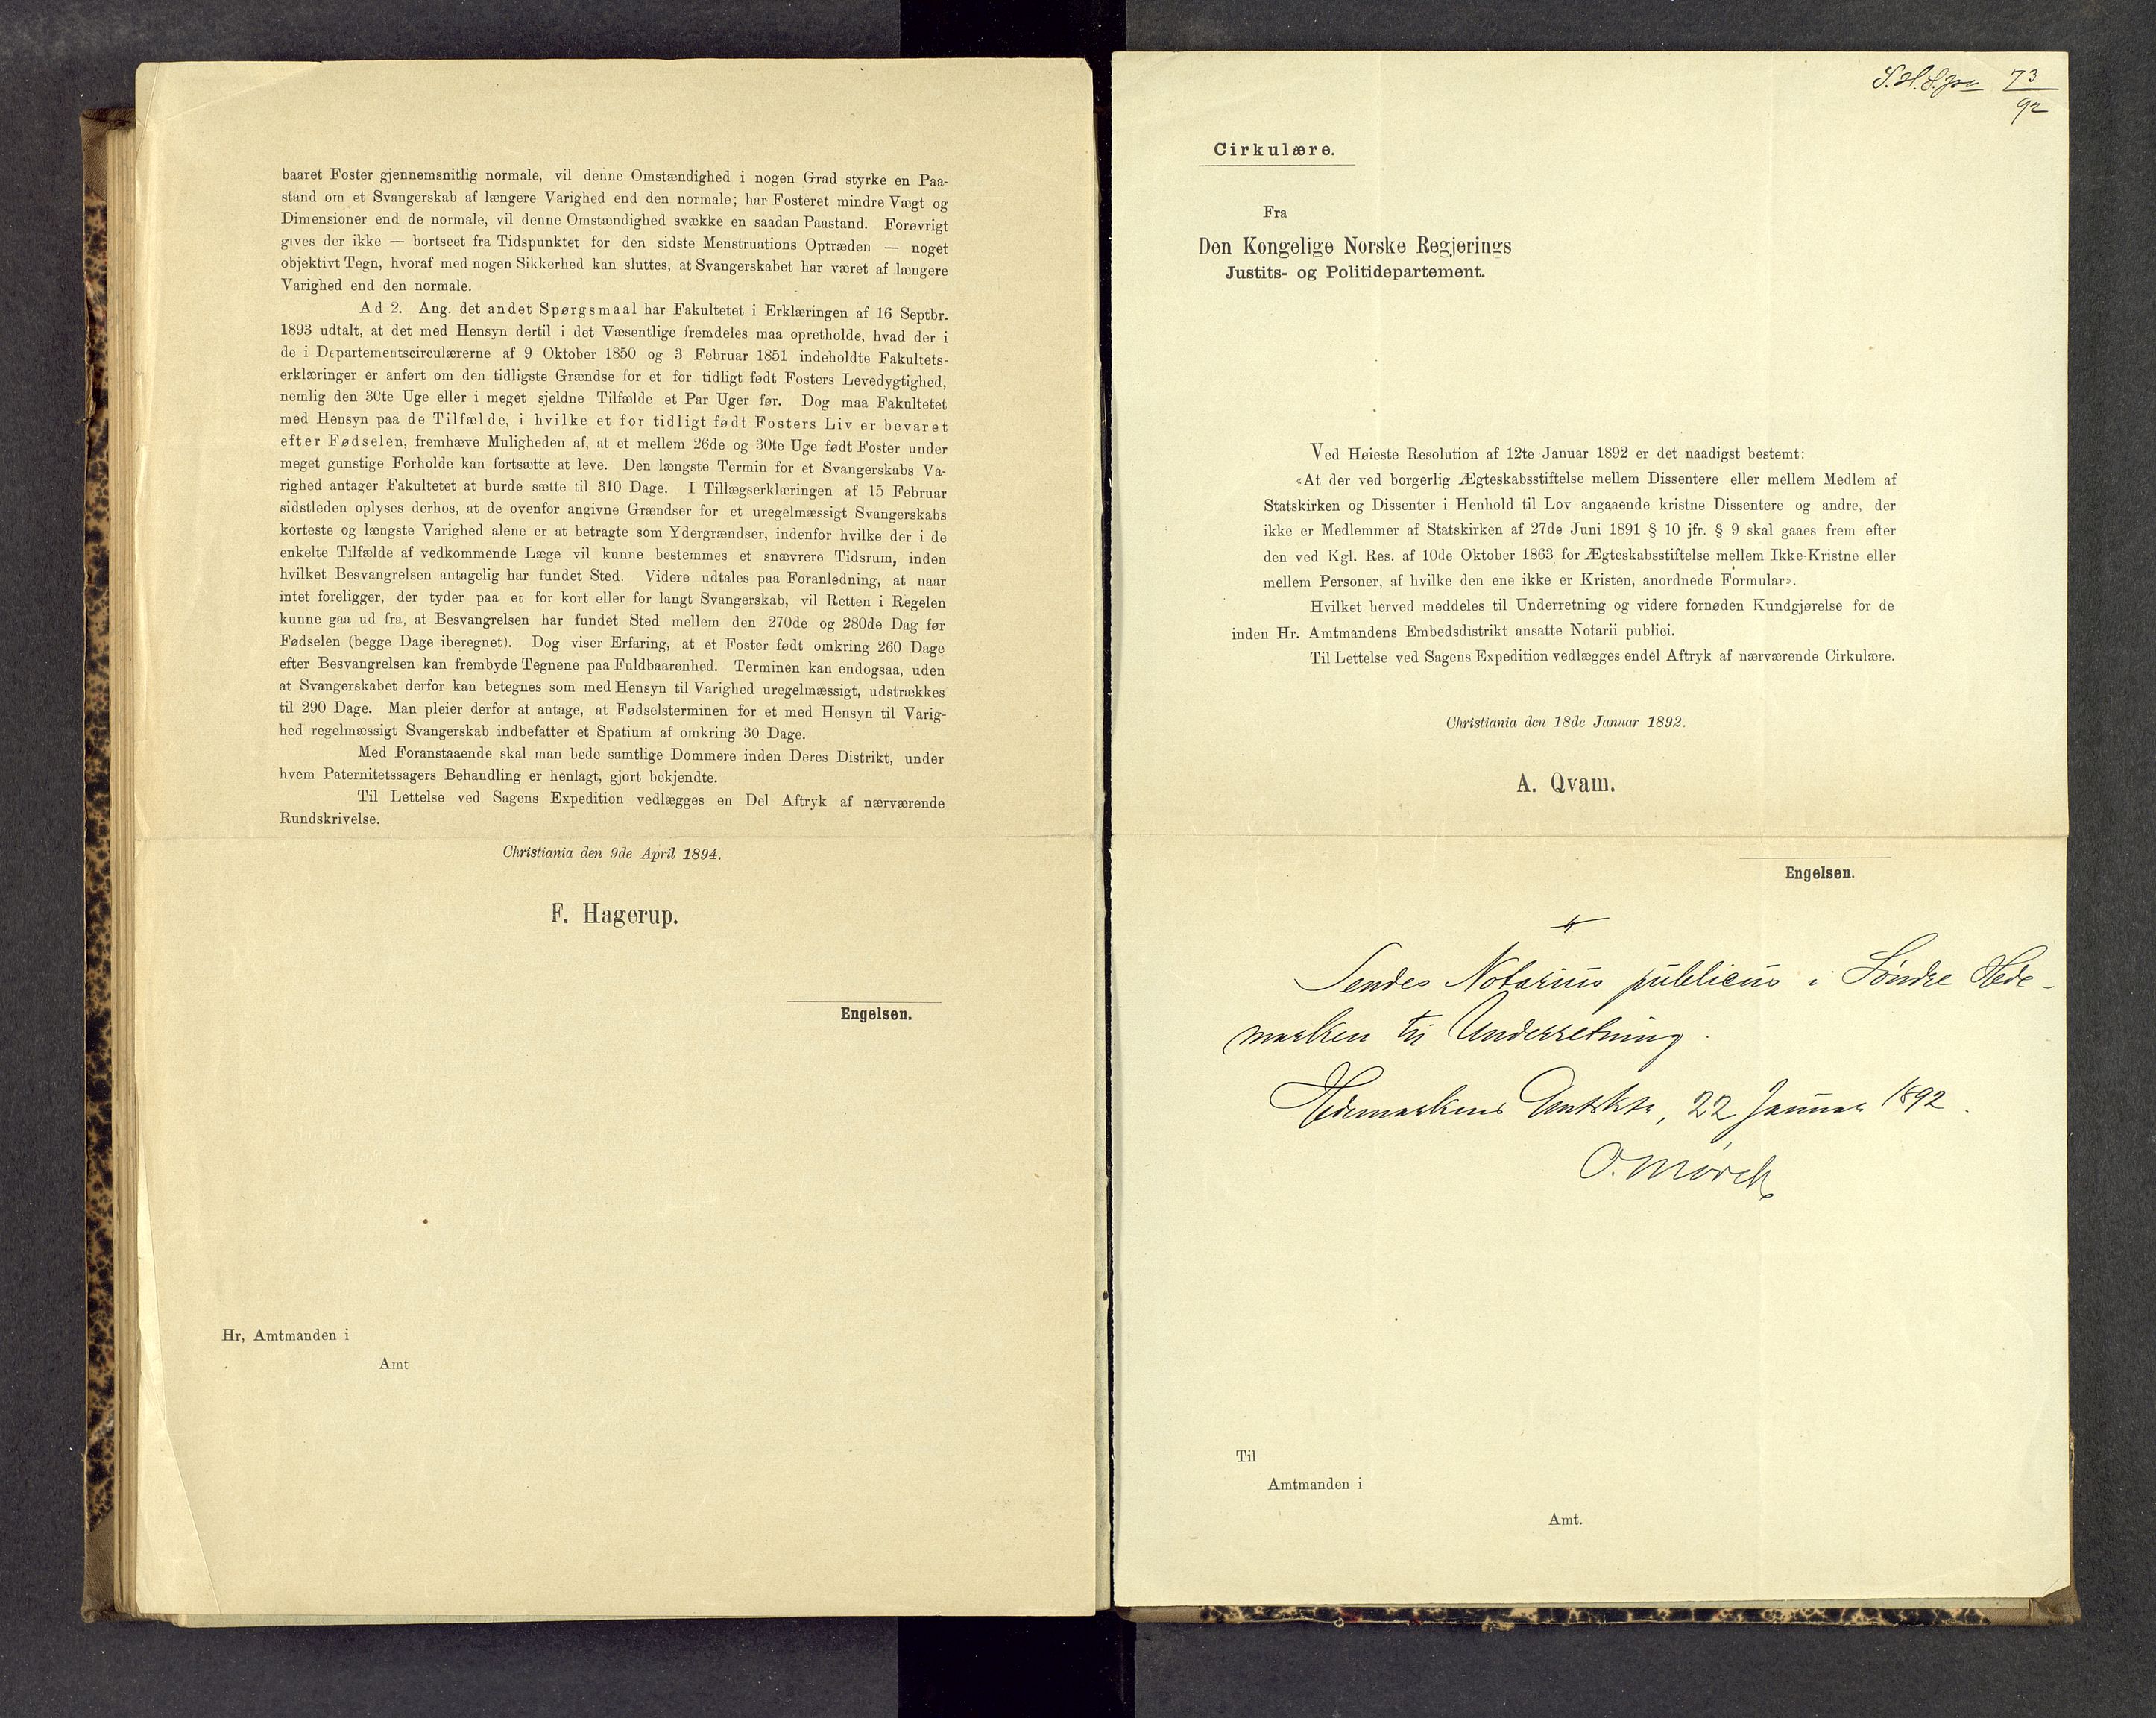 baaret Foster gjennemsnitlig normale, vil denne Omstændighed i nogen Grad styrke en Paa-
stand om et Svangerskab af længere Varighed end den normale; har Fosteret mindre Vægt og
Dimensioner end de normale, vil denne Omstændighed svække en saadan Paastand. Forøvrigt
gives der ikke — bortseet fra Tidspunktet for den sidste Menstruations Optræden — noget
objektivt Tegn, hvoraf med nogen Sikkerhed kan sluttes, at Svangerskabet har været af længere
Varighed end den normale.
Ad 2. Ang. det andet Spørgsmaal har Fakultetet i Erklæringen af 16 Septbr.
1893 udtalt, at det med Hensyn dertil i det Væsentlige fremdeles maa opretholde, hvad der i
de i Departementscirculærerne af 9 Oktober 1850 og 3 Februar 1851 indeholdte Fakultets-
erklæringer er anført om den tidligste Grændse for et for tidligt født Fosters Levedygtighed,
nemlig den 30te Uge eller i meget sjeldne Tilfælde et Par Uger før. Dog maa Fakultetet
med Hensyn paa de Tilfælde, i hvilke et for tidligt født Fosters Liv er bevaret
efter Fødselen, fremhæve Muligheden af, at et mellem 26de og 30te Uge født Foster under
meget gunstige Forholde kan fortsætte at leve. Den længste Termin for et Svangerskabs Va-
righed antager Fakultetet at burde sætte til 310 Dage. I Tillægserklæringen af 15 Februar
sidstleden oplyses derhos, at de ovenfor angivne Grændser for et uregelmæssigt Svangerskabs
korteste og længste Varighed alene er at betragte som Ydergrændser, indenfor hvilke der i de
enkelte Tilfælde af vedkommende Læge vil kunne bestemmes et snævrere Tidsrum, inden
hvilket Besvangrelsen antagelig har fundet Sted. Videre udtales paa Foranledning, at naar
intet foreligger, der tyder paa et for kort eller for langt Svangerskab, vil Retten i Regelen
kunne gaa ud fra, at Besvangrelsen har fundet Sted mellem den 270de og 280de Dag før
Fødselen (begge Dage iberegnet). Dog viser Erfaring, at et Foster født omkring 260 Dage
efter Besvangrelsen kan frembyde Tegnene paa Fuldbaarenhed. Terminen kan endogsaa, uden
at Svangerskabet derfor kan betegnes som med Hensyn til Varighed uregelmæssigt, udstrækkes
til 290 Dage. Man pleier derfor at antage, at Fødselsterminen for et med Hensyn til Varig-
hed regelmæssigt Svangerskab indbefatter et Spatium af omkring 30 Dage.
Med Foranstaaende skal man bede samtlige Dommere inden Deres Distrikt, under
hvem Paternitetssagers Behandling er henlagt, gjort bekjendte.
Til Lettelse ved Sagens Expedition vedlægges en Del Aftryk af nærværende
Rundskrivelse.
Christiania den 9de April 1894.
F. Hagerup.
Engelsen.
Hr, Amtmanden i
Amt
73
92
Cirkulære.
Fra
Den Kongelige Norske Regjerings
Justits- og Politidepartement.
Ved Høieste Resolution af 12te Januar 1892 er det naadigst bestemt:
«At der ved borgerlig Ægteskabsstiftelse mellem Dissentere eller mellem Medlem af
Statskirken og Dissenter i Henhold til Lov angaaende kristne Dissentere og andre, der
ikke er Medlemmer af Statskirken af 27de Juni 1891 § 10 jfr. § 9 skal gaaes frem efter
den ved Kgl. Res. af 10de Oktober 1863 for Ægteskabsstiftelse mellem Ikke-Kristne eller
mellem Personer, af hvilke den ene ikke er Kristen, anordnede Formular».
Hvilket herved meddeles til Underretning og videre fornøden Kundgjørelse for de
inden Hr. Amtmandens Embedsdistrikt ansatte Notarii publici.
Til Lettelse ved Sagens Expedition vedlægges endel Aftryk af nærværende Cirkulære.
Christiania den 18de Januar 1892.
A. Qvam.
Engelsen.
Sendes Notarius publicus i Søndre Hede-
marken til Underretning.
Hedemarkens Amtsktr, 22 Januar 1892.
O. Mørch
Til
Amtmanden i
Amt.